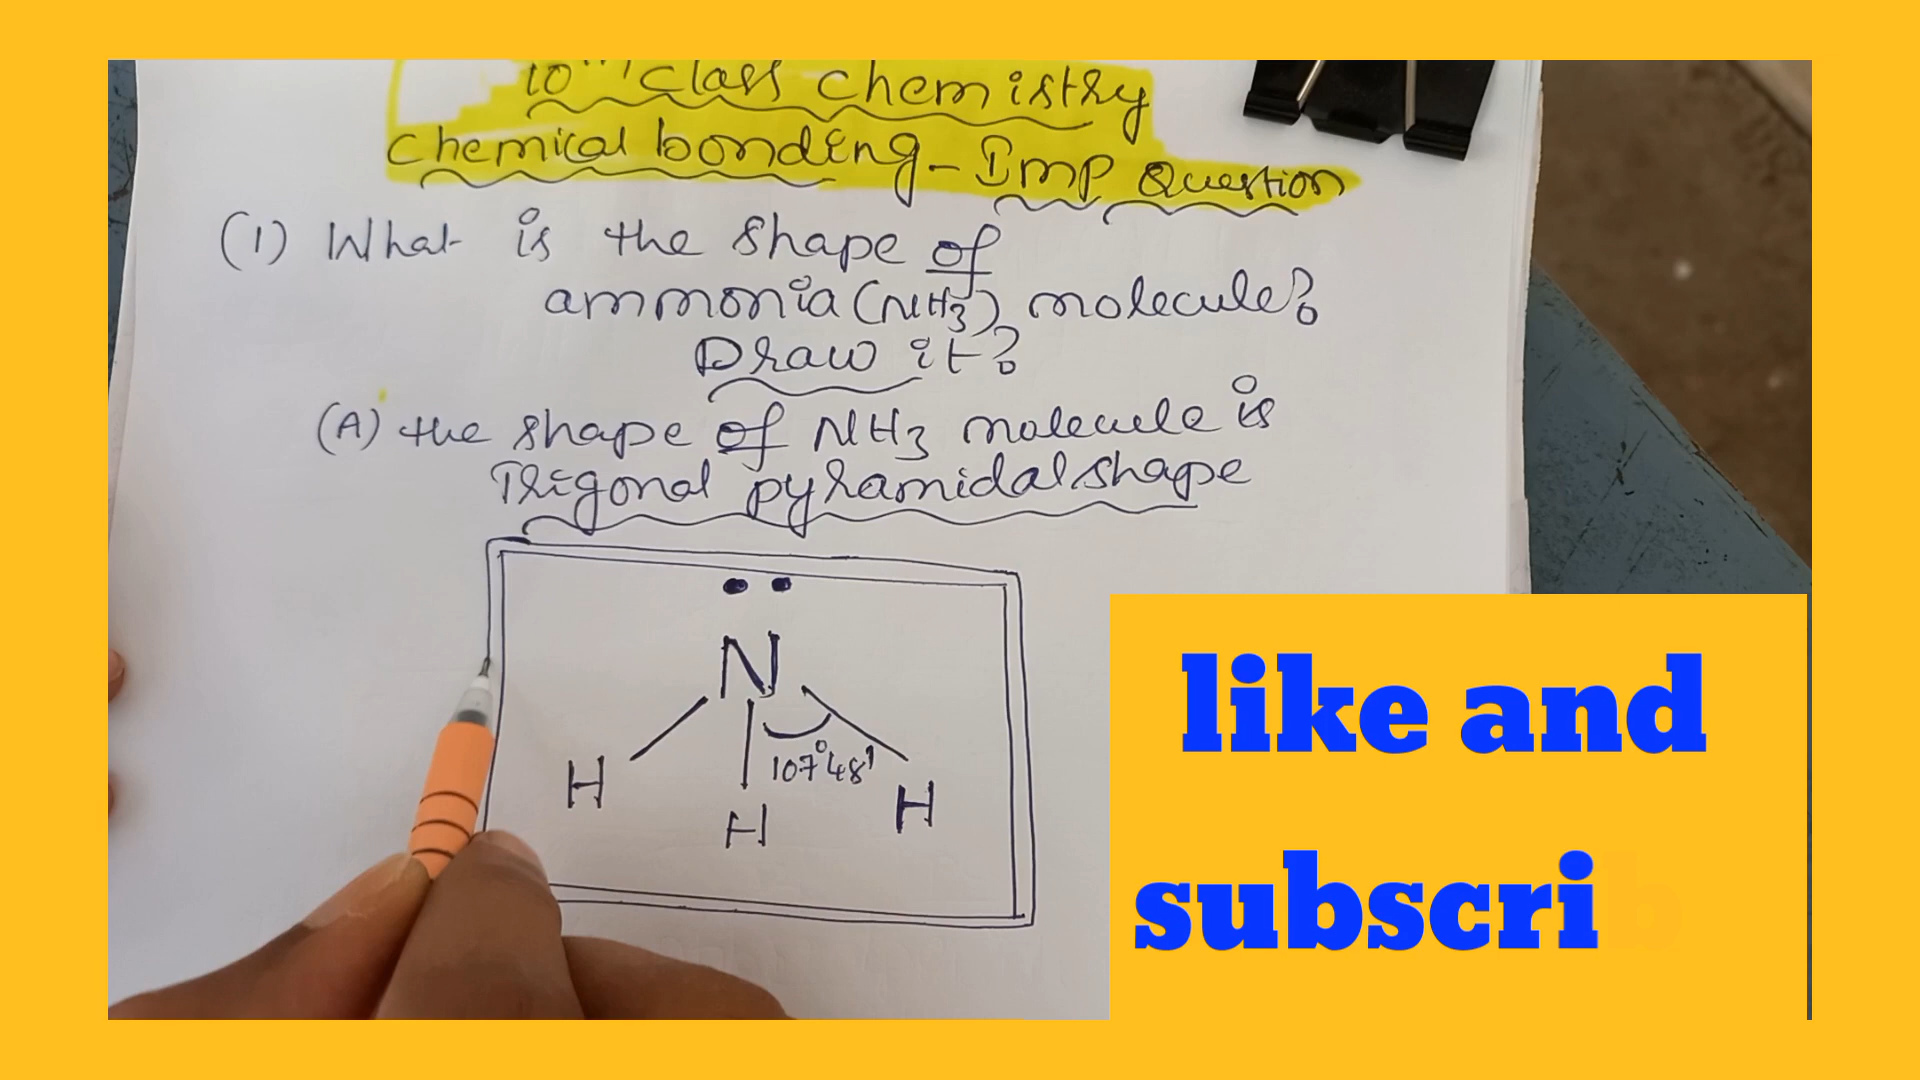 10th class chemistry
chemical bonding - Imp Question
(1) What is the shape of
ammonia (NH3) molecule?
Draw it?
(A) the shape of NH3 molecule is
Trigonal pyramidal shape
N
107°48'
H
H
H
like and
subscrib